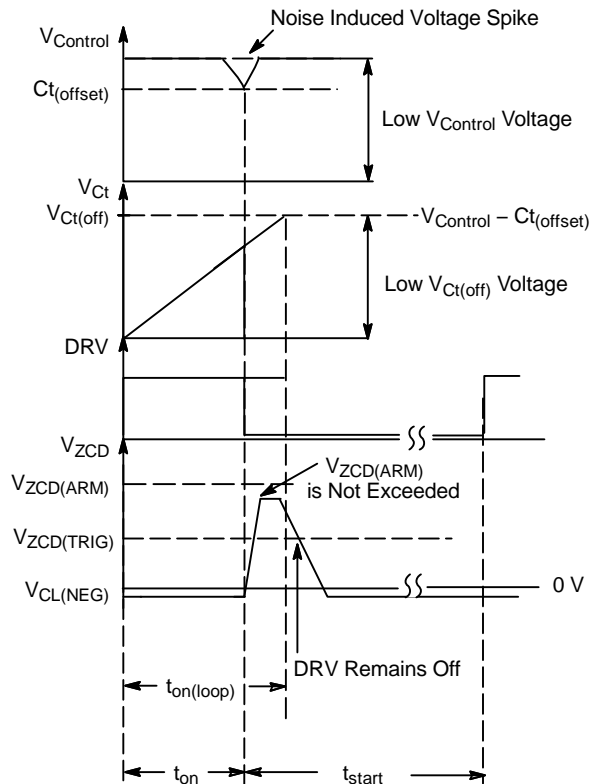 Noise Induced Voltage Spike
VControl
Ct(offset)
Low VControl Voltage
VCt
VCt(off)
VControl – Ct(offset)
Low VCt(off) Voltage
DRV
VZCD
VZCD(ARM)
VZCD(ARM)
is Not Exceeded
VZCD(TRIG)
VCL(NEG)
0 V
DRV Remains Off
ton(loop)
ton
tstart